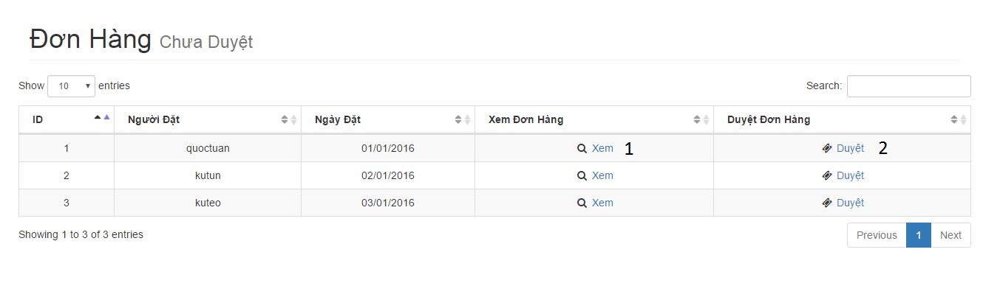 Đơn Hàng Chưa Duyệt
Show 10 entries Search:
ID Người Đặt Ngày Đặt Xem Đơn Hàng Duyệt Đơn Hàng
1 quoctuan 01/01/2016 Xem 1 Duyệt 2
2 kutun 02/01/2016 Xem Duyệt
3 kuteo 03/01/2016 Xem Duyệt
Showing 1 to 3 of 3 entries Previous 1 Next